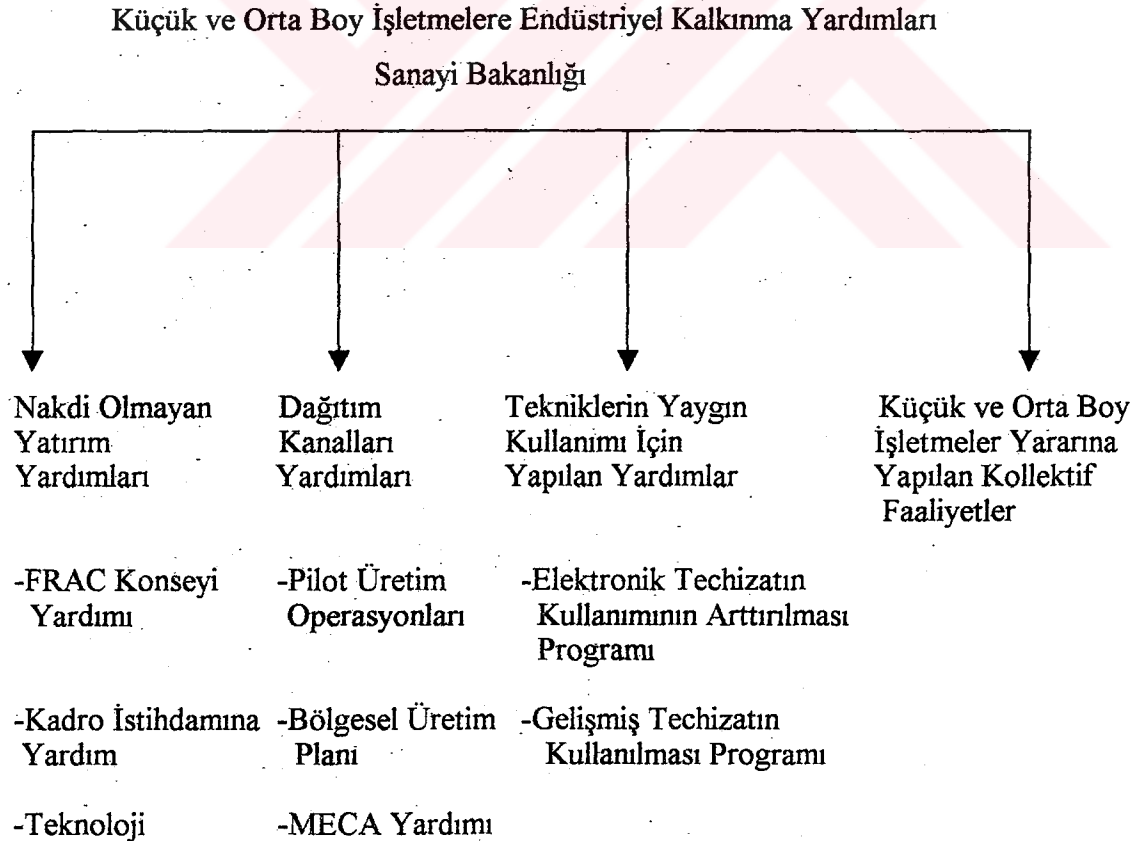 Küçük ve Orta Boy İşletmelere Endüstriyel Kalkınma Yardımları
Sanayi Bakanlığı
Nakdi Olmayan
Yatırım
Yardımları
Dağıtım
Kanalları
Yardımları
Tekniklerin Yaygın
Kullanımı İçin
Yapılan Yardımlar
Küçük ve Orta Boy
İşletmeler Yararına
Yapılan Kollektif
Faaliyetler
-FRAC Konseyi
Yardımı
-Pilot Üretim
Operasyonları
-Elektronik Techizatın
Kullanımının Arttırılması
Programı
-Kadro İstihdamına
Yardım
-Bölgesel Üretim
Planı
-Gelişmiş Techizatın
Kullanılması Programı
-Teknoloji
-MECA Yardımı